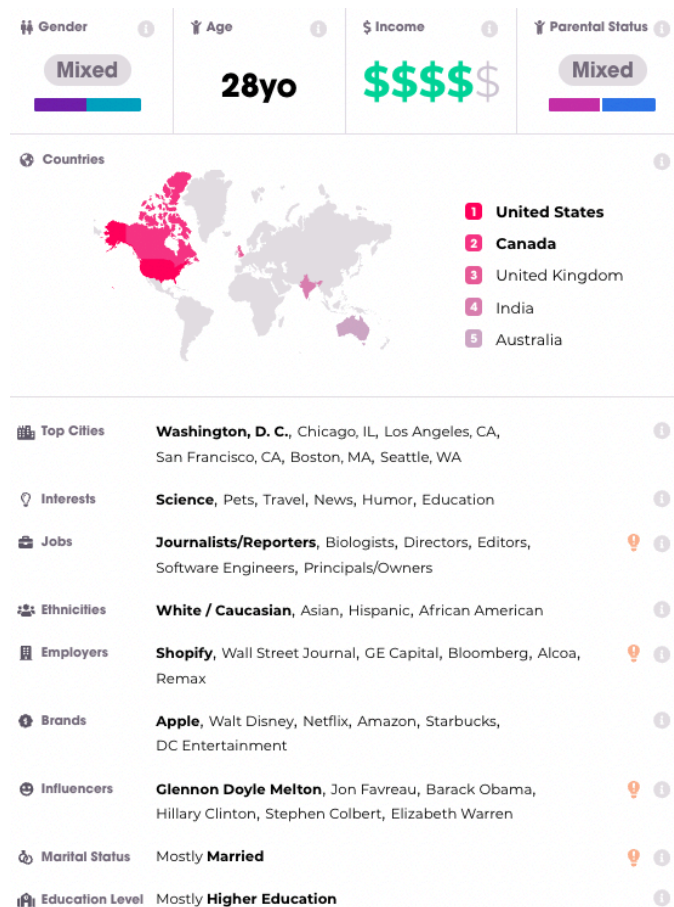 Gender
Mixed
Age
28yo
$ Income
$$$$$
Parental Status
Mixed
Countries
1 United States
2 Canada
3 United Kingdom
4 India
5 Australia
Top Cities
Washington, D. C., Chicago, IL, Los Angeles, CA,
San Francisco, CA, Boston, MA, Seattle, WA
Interests
Science, Pets, Travel, News, Humor, Education
Jobs
Journalists/Reporters, Biologists, Directors, Editors,
Software Engineers, Principals/Owners
Ethnicities
White / Caucasian, Asian, Hispanic, African American
Employers
Shopify, Wall Street Journal, GE Capital, Bloomberg, Alcoa,
Remax
Brands
Apple, Walt Disney, Netflix, Amazon, Starbucks,
DC Entertainment
Influencers
Glennon Doyle Melton, Jon Favreau, Barack Obama,
Hillary Clinton, Stephen Colbert, Elizabeth Warren
Marital Status
Mostly Married
Education Level
Mostly Higher Education